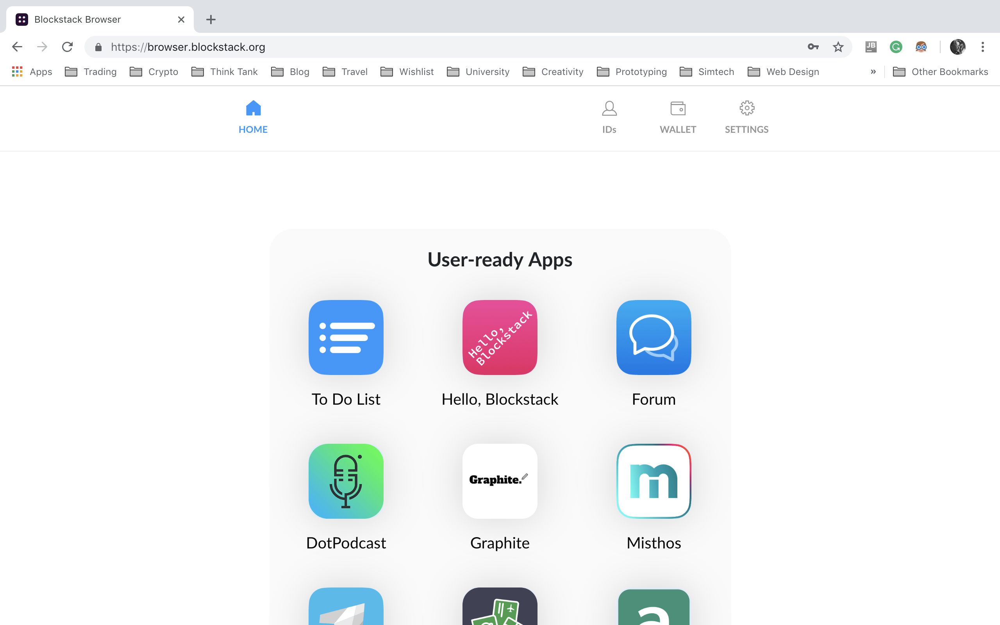 Blockstack Browser
https://browser.blockstack.org
JB
Apps Trading Crypto Think Tank Blog Travel Wishlist University Creativity Prototyping Simtech Web Design » Other Bookmarks
HOME IDs WALLET SETTINGS
User-ready Apps
Hello,
Blockstack
To Do List Hello, Blockstack Forum
Graphite.
m
DotPodcast Graphite Misthos
a